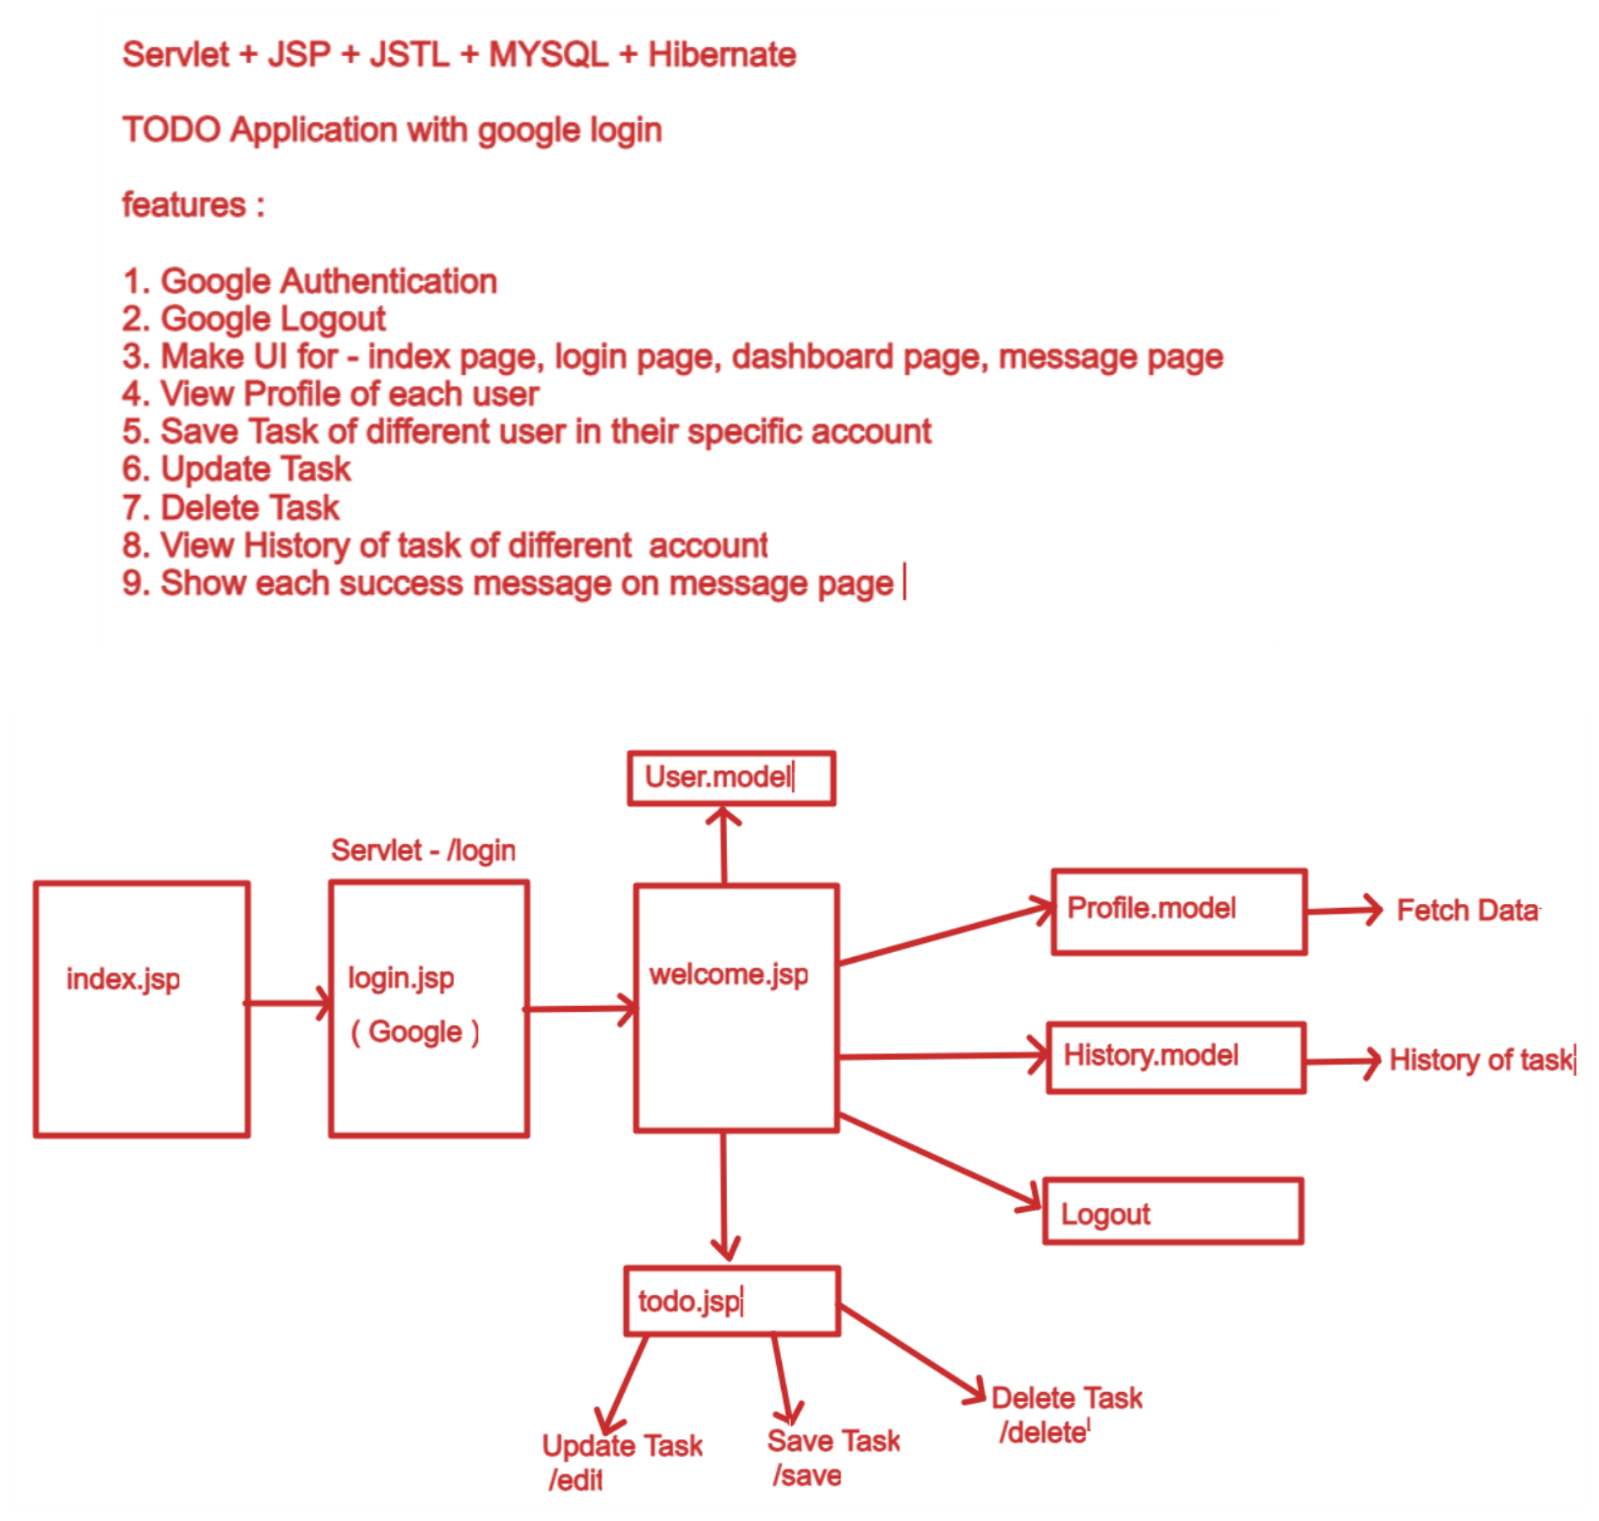 Servlet + JSP + JSTL + MYSQL + Hibernate
TODO Application with google login
features :
1. Google Authentication
2. Google Logout
3. Make UI for - index page, login page, dashboard page, message page
4. View Profile of each user
5. Save Task of different user in their specific account
6. Update Task
7. Delete Task
8. View History of task of different account
9. Show each success message on message page
User.model
Servlet - /login
index.jsp
login.jsp
( Google )
welcome.jsp
Profile.model
Fetch Data
History.model
History of task
Logout
todo.jsp
Update Task
/edit
Save Task
/save
Delete Task
/delete